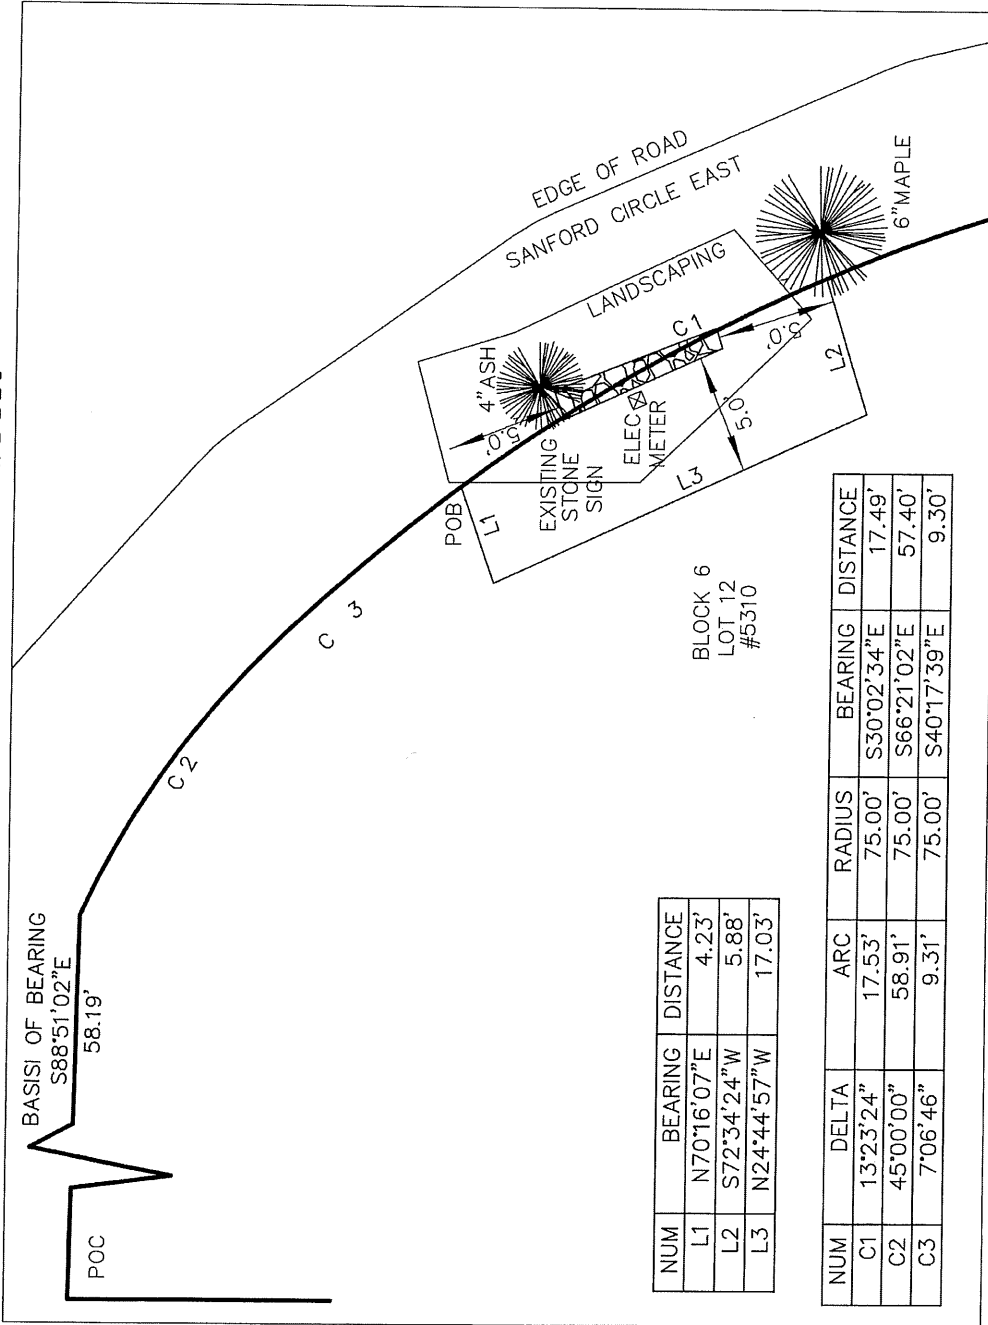 BASISI OF BEARING
S88°51'02"E
58.19'
POC
C 2
C 3
POB
L1
EDGE OF ROAD
SANFORD CIRCLE EAST
LANDSCAPING
4"ASH
6"MAPLE
5.0'
EXISTING
STONE
SIGN
ELEC
METER
C 1
5.0'
5.0'
L3
L2
BLOCK 6
LOT 12
#5310
NUM BEARING DISTANCE
L1 N70°16'07"E 4.23'
L2 S72°34'24"W 5.88'
L3 N24°44'57"W 17.03'
NUM DELTA ARC RADIUS BEARING DISTANCE
C1 13°23'24" 17.53' 75.00' S30°02'34"E 17.49'
C2 45°00'00" 58.91' 75.00' S66°21'02"E 57.40'
C3 7°06'46" 9.31' 75.00' S40°17'39"E 9.30'